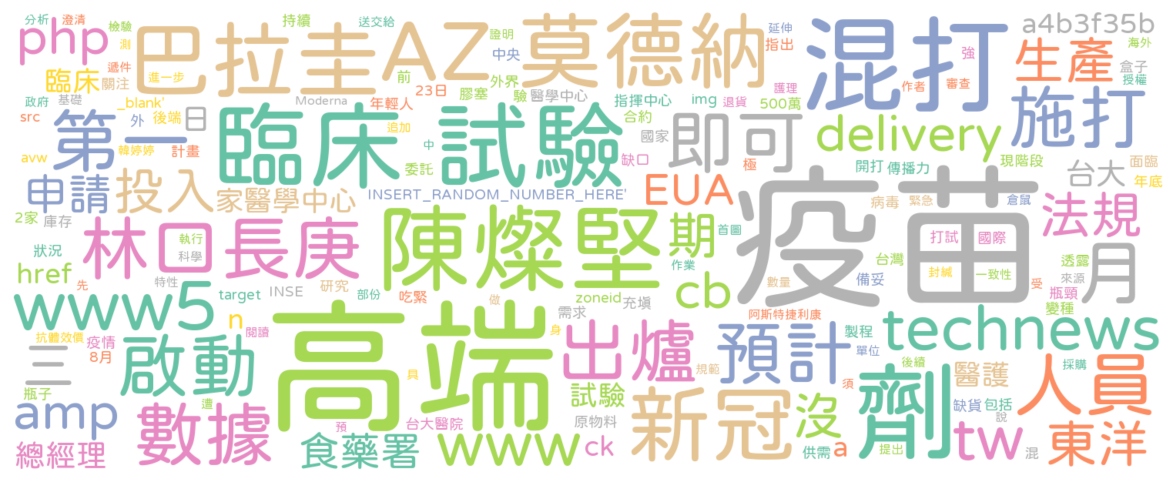 分析 澄清 檢驗
php
測
遞件
臨床 關注
進一步
巴拉圭
持續 送交給
AZ
證明
中央
莫德納
延伸
指出
混打
強
a4b3f35b
生產
海外
盒子
授權
政府 基礎
_blank'
src
外 後端
第一 日
Moderna
年輕人
前
23日
外界
膠塞
驗
醫學中心
指揮中心
img
退貨
500萬
護理
作者
審查
施打
avw
韓婷婷
計畫
臨床
追加
中
委託
試驗
合約
國家
缺口
即可
極
delivery
開打
傳播力
現階段
面臨
年底
台大
申請
投入
家醫學中心
INSERT_RANDOM_NUMBER_HERE'
EUA
病毒
緊急
倉鼠
法規
2家
庫存
狀況
林口長庚
執行
科學
陳燦堅
期
首圖
疫苗
打試
國際
封緘
一致性
透露
來源
瓶頸
變種
月
href
先
特性
作業
台灣
備妥
受
www5
target
INSE
研究
部份
吃緊
做
zoneid
充填
cb
數量
阿斯特捷利康
technews
抗體效價
疫情
8月
n
閱讀
高端
需求
身
出爐
預計
製程
單位
三
瓶子
啟動
具
規範
後續
採購
amp
數據
遭
預
台大醫院
試驗
原物料
新冠
沒
劑
醫護
缺貨
包括
說
人員
總經理
食藥署
www
ck
供需
a
提出
須
tw
混
東洋